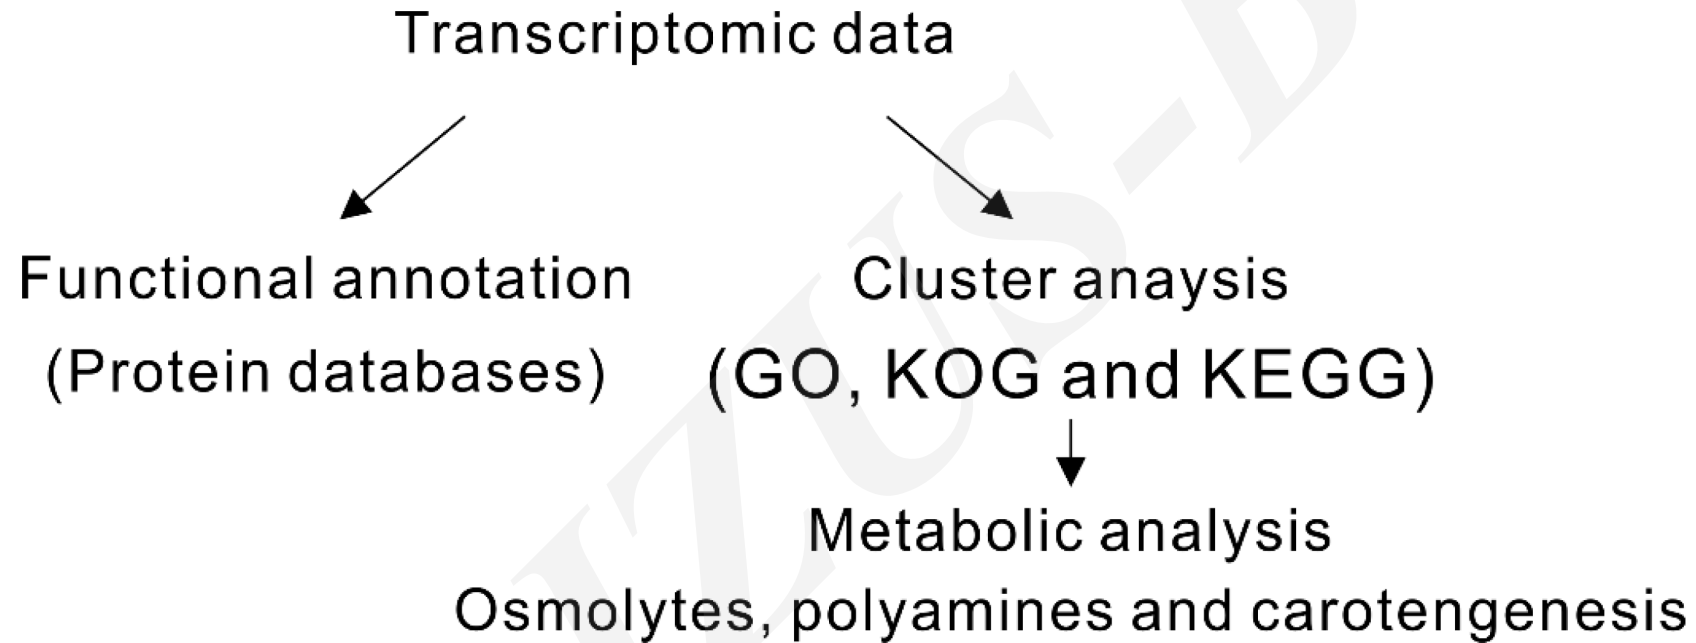 Transcriptomic data
Functional annotation
Cluster anaysis
(Protein databases)
(GO, KOG and KEGG)
Metabolic analysis
Osmolytes, polyamines and carotengenesis